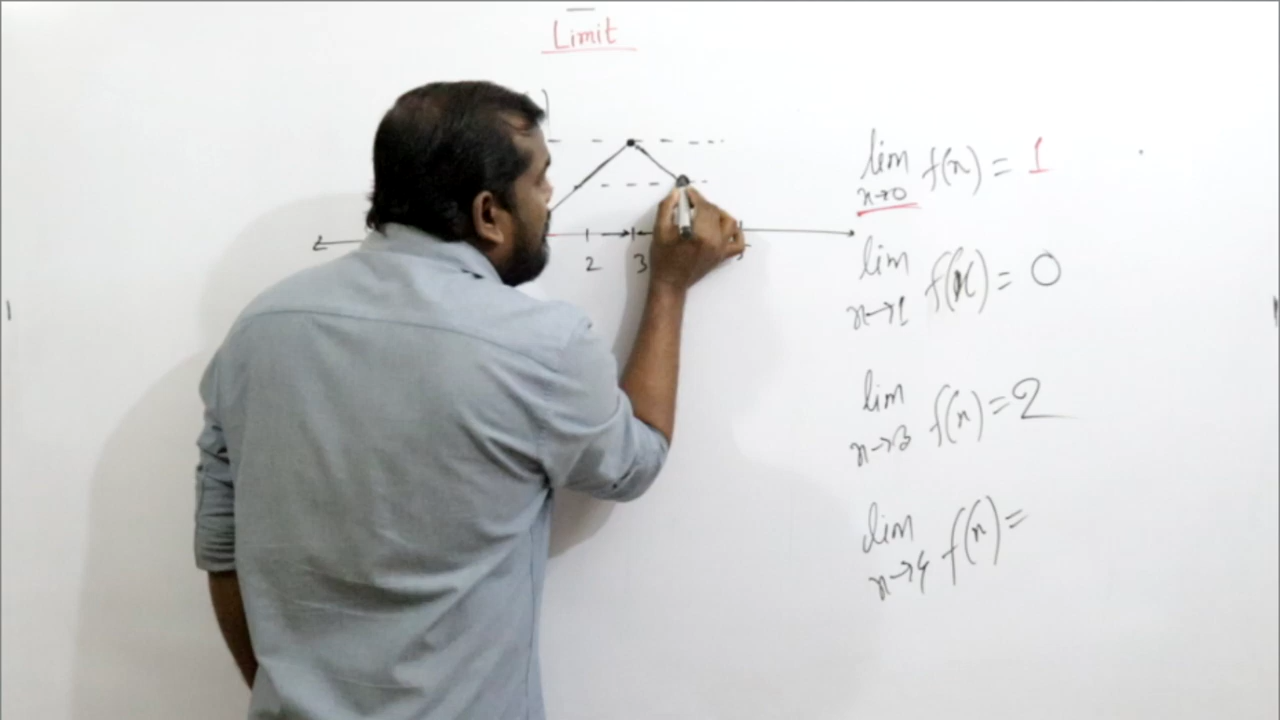 Limit
2 3
lim f(x) = 1
x→0
lim f(x) = 0
x→1
lim f(x) = 2
x→3
lim f(x) =
x→4